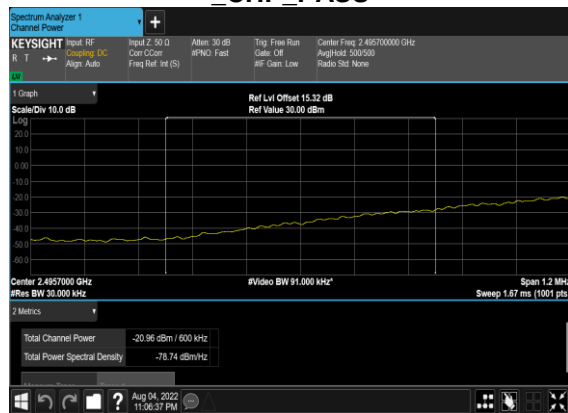 _CHP_PASS
Spectrum Analyzer 1
Channel Power
+
KEYSIGHT
R T
LV
Input: RF
Coupling: DC
Align: Auto
Input Z: 50 Ω
Corr CCorr
Freq Ref: Int (S)
Atten: 30 dB
#PNO: Fast
Trig: Free Run
Gate: Off
#IF Gain: Low
Center Freq: 2.495700000 GHz
Avg|Hold: 500/500
Radio Std: None
1 Graph
Scale/Div 10.0 dB
Ref Lvl Offset 15.32 dB
Ref Value 30.00 dBm
Log
20.0
10.0
0.00
-10.0
-20.0
-30.0
-40.0
-50.0
-60.0
Center 2.4957000 GHz
#Res BW 30.000 kHz
#Video BW 91.000 kHz*
Span 1.2 MHz
Sweep 1.67 ms (1001 pts
2 Metrics
Total Channel Power -20.96 dBm / 600 kHz
Total Power Spectral Density -78.74 dBm/Hz
?
Aug 04, 2022
11:06:37 PM